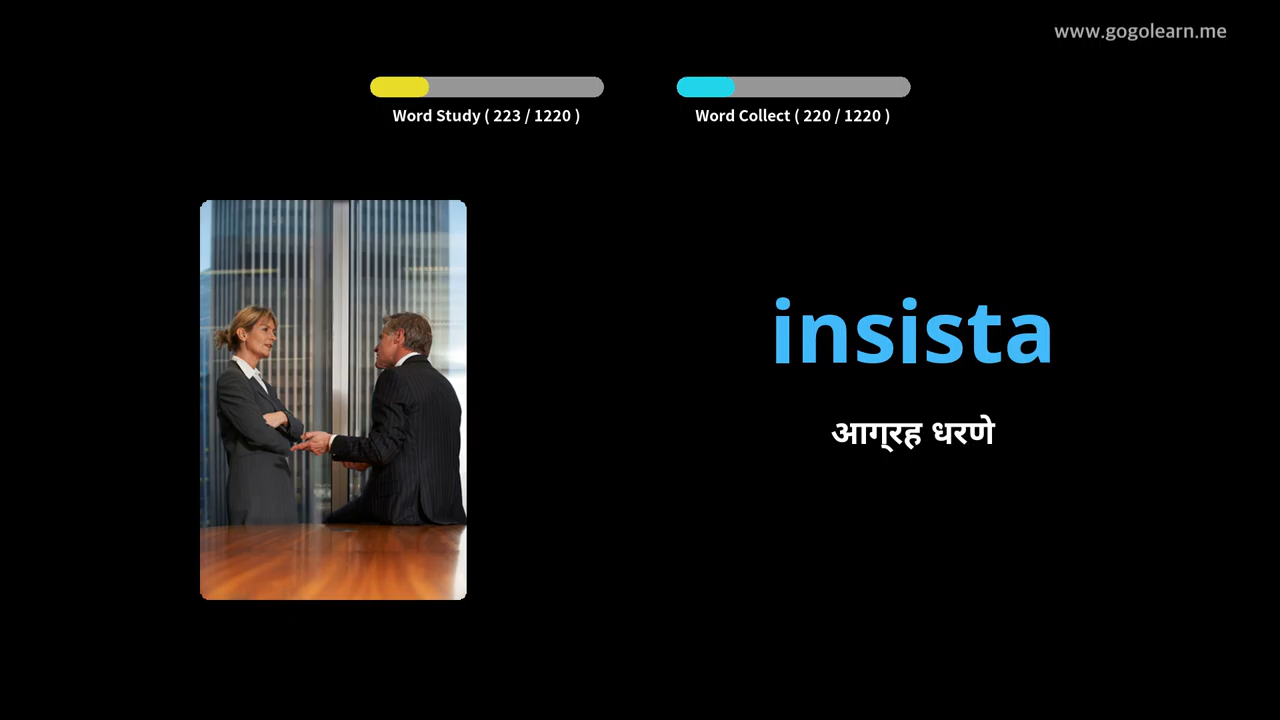 www.gogolearn.me
Word Study ( 223 / 1220 )
Word Collect ( 220 / 1220 )
insista
आग्रह धरणे